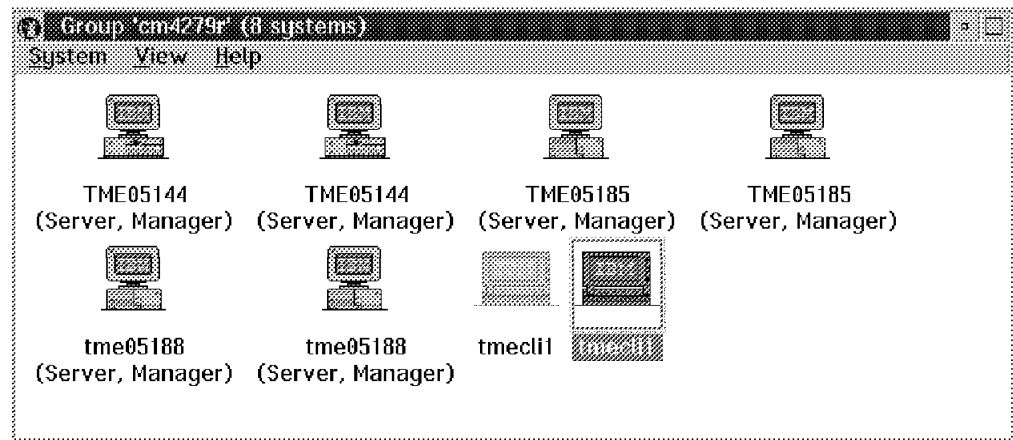 Group 'cm4279r' (8 systems)
System View Help
TME05144 TME05144 TME05185 TME05185
(Server, Manager) (Server, Manager) (Server, Manager) (Server, Manager)
tme05188 tme05188 tmecli1 tmecli1
(Server, Manager) (Server, Manager)